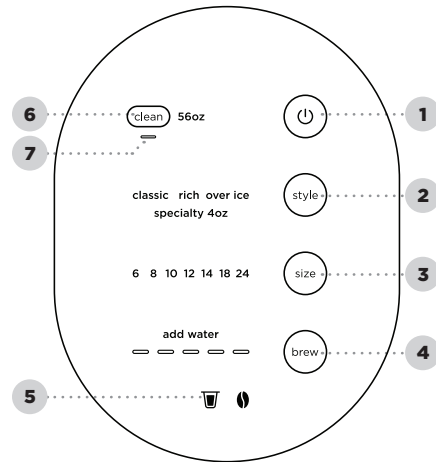 6 clean 56oz 1
7
classic rich over ice style 2
specialty 4oz
6 8 10 12 14 18 24 size 3
add water
brew 4
5